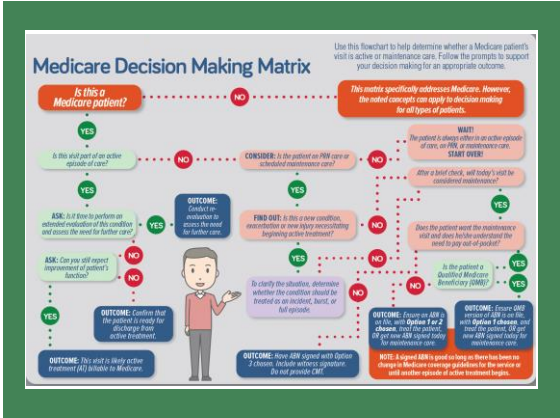 Use this flowchart to help determine whether a Medicare patient's
visit is active or maintenance care. Follow the prompts to support
your decision making for an appropriate outcome.
Medicare Decision Making Matrix
Is this a
Medicare patient?
NO
This matrix specifically addresses Medicare. However,
the noted concepts can apply to decision making
for all types of patients.
YES
WAIT!
The patient is always either in an active episode
of care, on PRN, or maintenance care.
START OVER!
Is this visit part of an active
episode of care?
NO
CONSIDER: Is the patient on PRN care or
scheduled maintenance care?
NO
YES
YES
After a brief check, will today's visit be
considered maintenance?
ASK: Is it time to perform an
extended evaluation of this condition
and assess the need for further care?
YES
OUTCOME:
Conduct re-
evaluation to
assess the need
for further care.
FIND OUT: Is this a new condition,
exacerbation or new injury necessitating
beginning active treatment?
NO
NO
YES
Does the patient want the maintenance
visit and does he/she understand the
need to pay out-of-pocket?
NO
ASK: Can you still expect
improvement of patient's
function?
NO
YES
To clarify the situation, determine
whether the condition should be
treated as an incident, burst, or
full episode.
Is the patient a
Qualified Medicare
Beneficiary (QMB)?
YES
YES
NO
YES
OUTCOME: Confirm that
the patient is ready for
discharge from
active treatment.
OUTCOME: Ensure an ABN is
on file, with Option 1 or 2
chosen, treat the patient,
OR get new ABN signed today
for maintenance care.
OUTCOME: Ensure QMB
version of ABN is on file,
with Option 1 chosen, and
treat the patient, OR get
new ABN signed today for
maintenance care.
OUTCOME: This visit is likely active
treatment (AT) billable to Medicare.
OUTCOME: Have ABN signed with Option
3 chosen. Include witness signature.
Do not provide CMT.
NOTE: A signed ABN is good so long as there has been no
change in Medicare coverage guidelines for the service or
until another episode of active treatment begins.